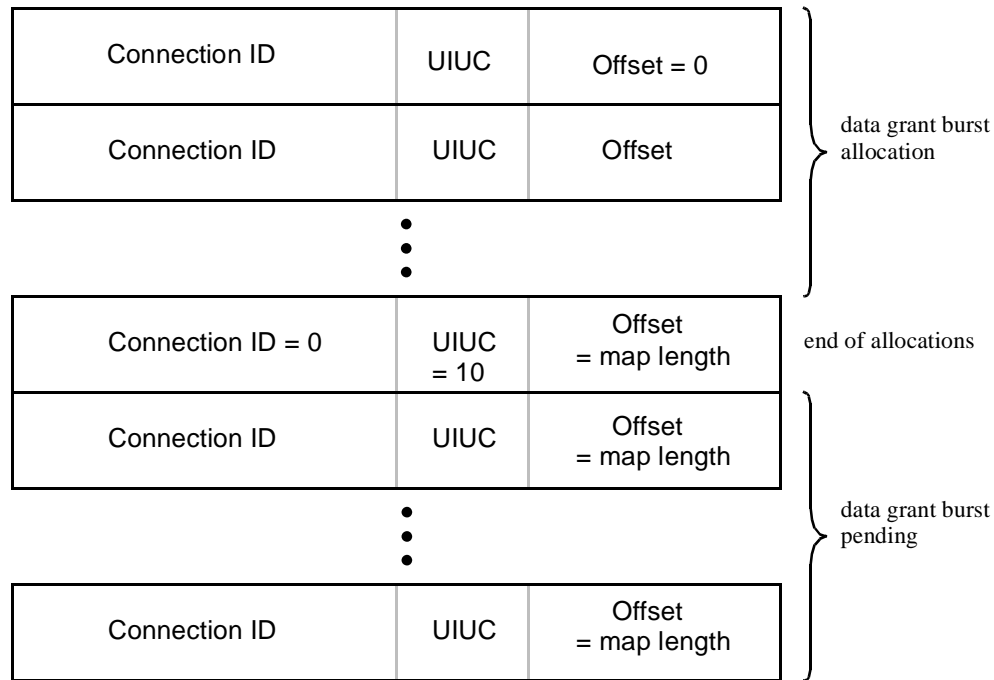 Connection ID
UIUC
Offset = 0
Connection ID
UIUC
Offset
data grant burst
allocation
Connection ID = 0
UIUC
= 10
Offset
= map length
end of allocations
Connection ID
UIUC
Offset
= map length
data grant burst
pending
Connection ID
UIUC
Offset
= map length